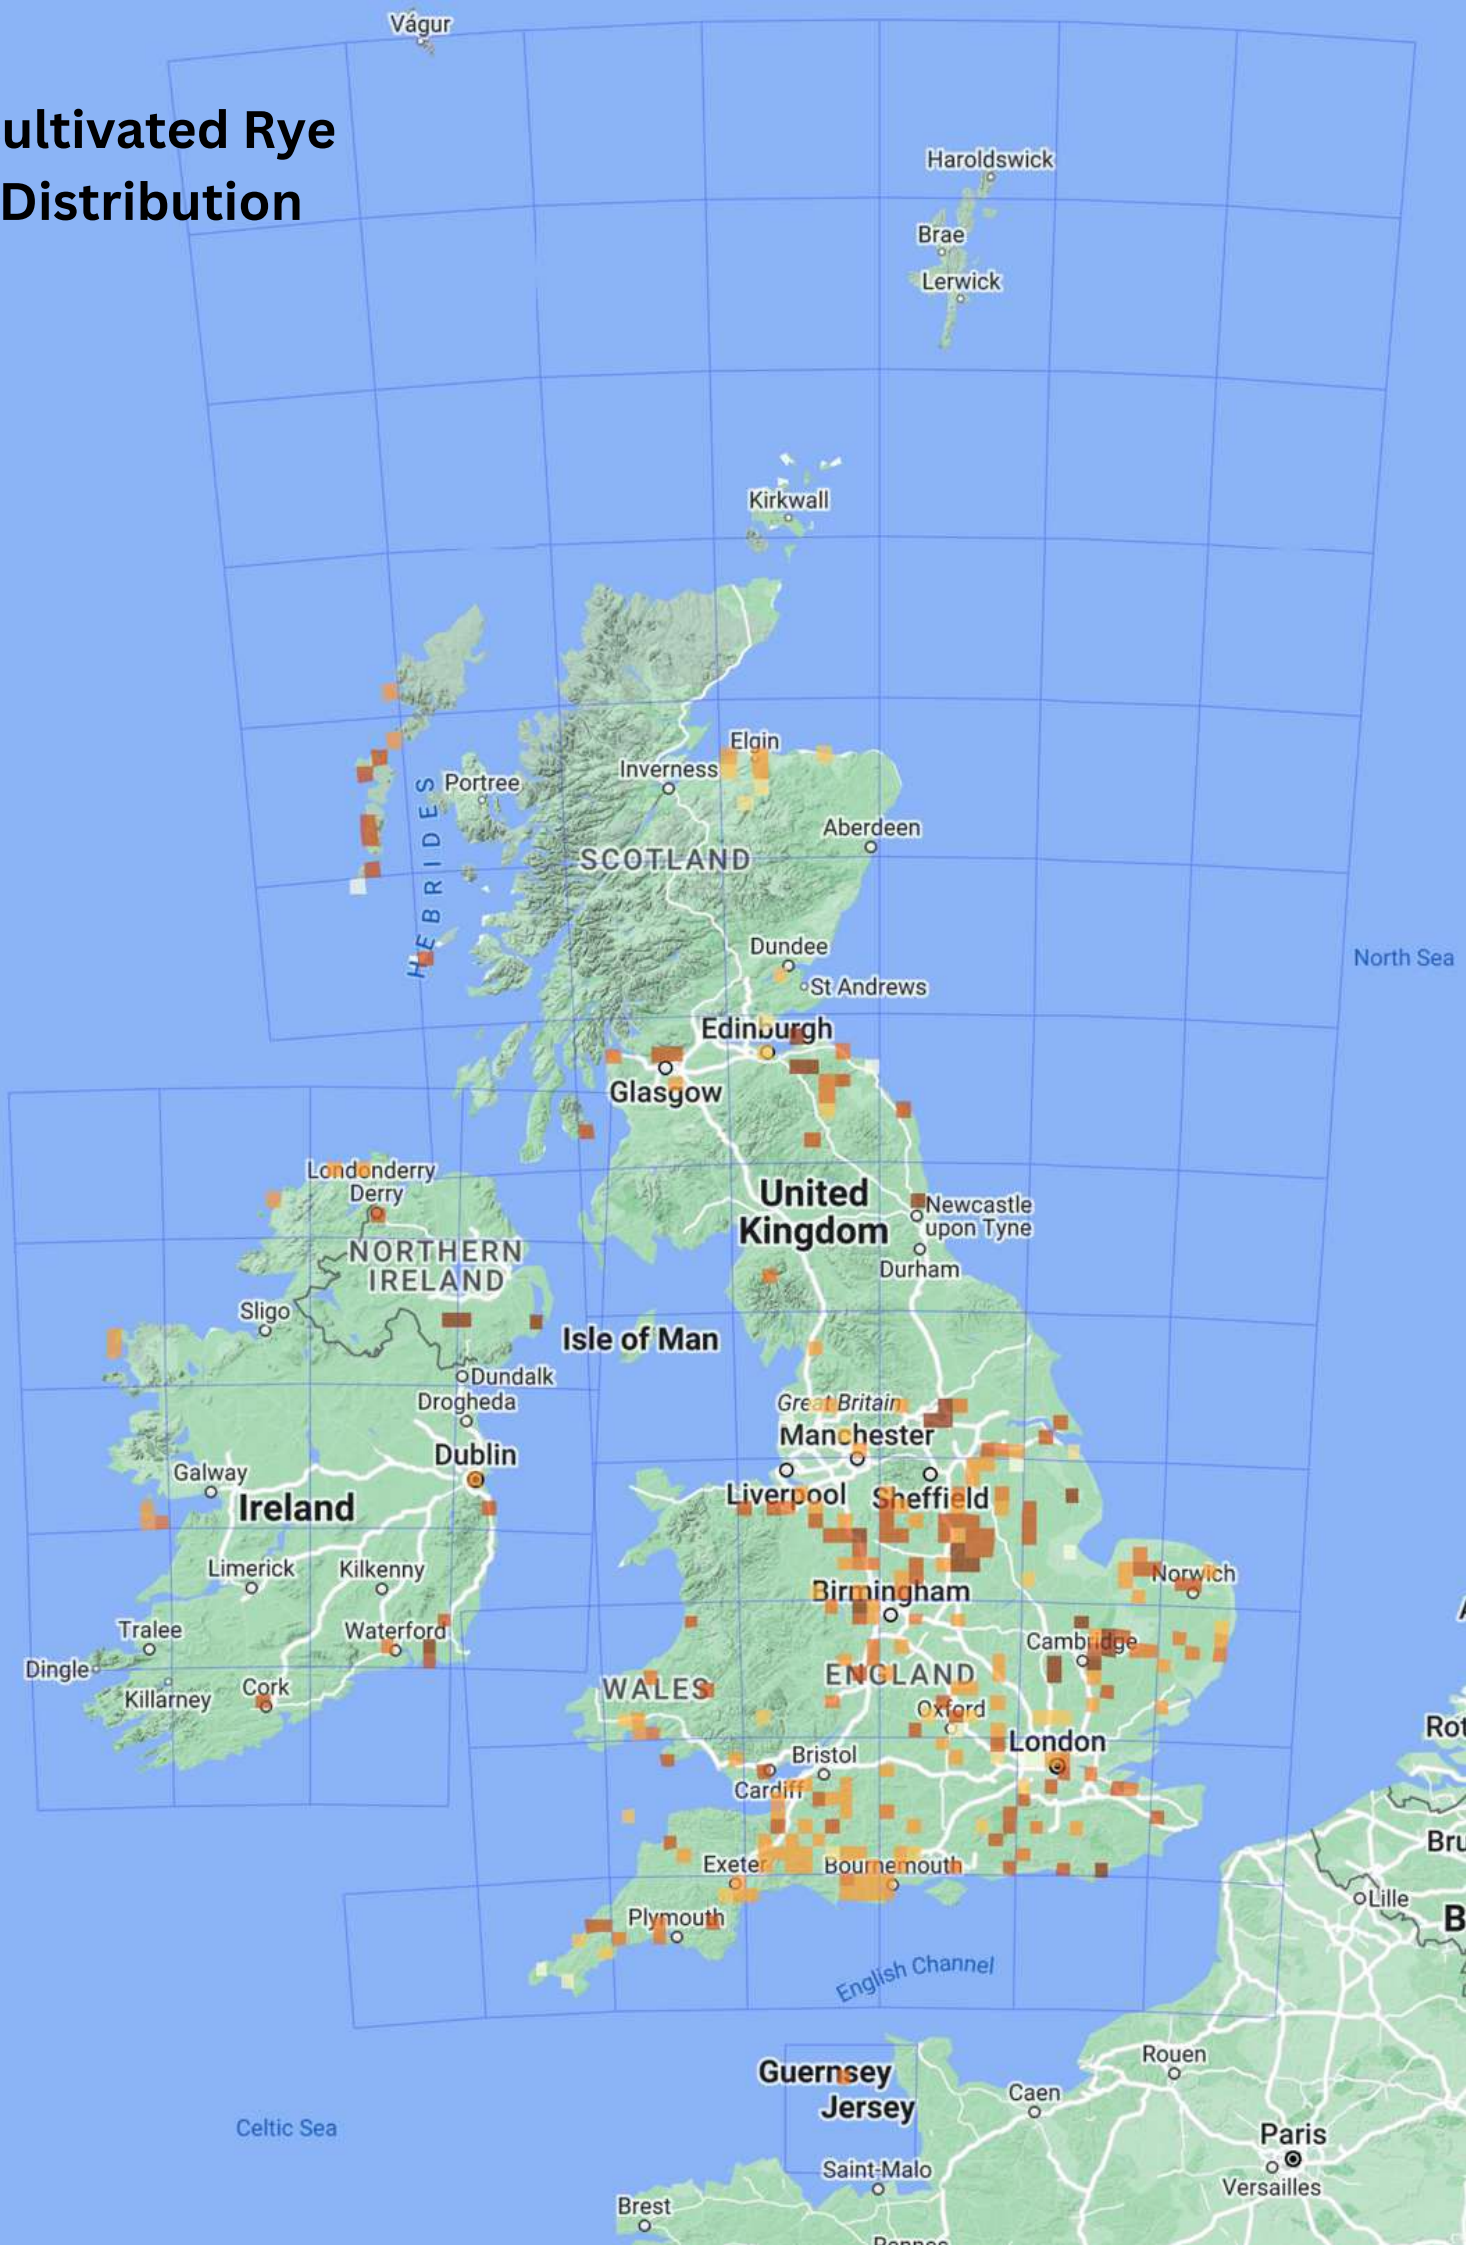 Vágur
ultivated Rye
Distribution
Haroldswick
Brae
Lerwick
Kirkwall
Elgin
Inverness
Portree
HEBRIDES
Aberdeen
SCOTLAND
Dundee
North Sea
St Andrews
Edinburgh
Glasgow
Londonderry
Derry
United
Kingdom
Newcastle
upon Tyne
NORTHERN
IRELAND
Durham
Sligo
Isle of Man
Dundalk
Drogheda
Great Britain
Manchester
Dublin
Galway
Liverpool
Sheffield
Ireland
Limerick
Kilkenny
Norwich
Birmingham
Tralee
Waterford
Cambridge
Dingle
Killarney
Cork
WALES
ENGLAND
Oxford
Rot
London
Bristol
Cardiff
Bru
Exeter
Bournemouth
Lille
Plymouth
B
English Channel
Rouen
Guernsey
Caen
Jersey
Celtic Sea
Paris
Saint-Malo
Versailles
Brest